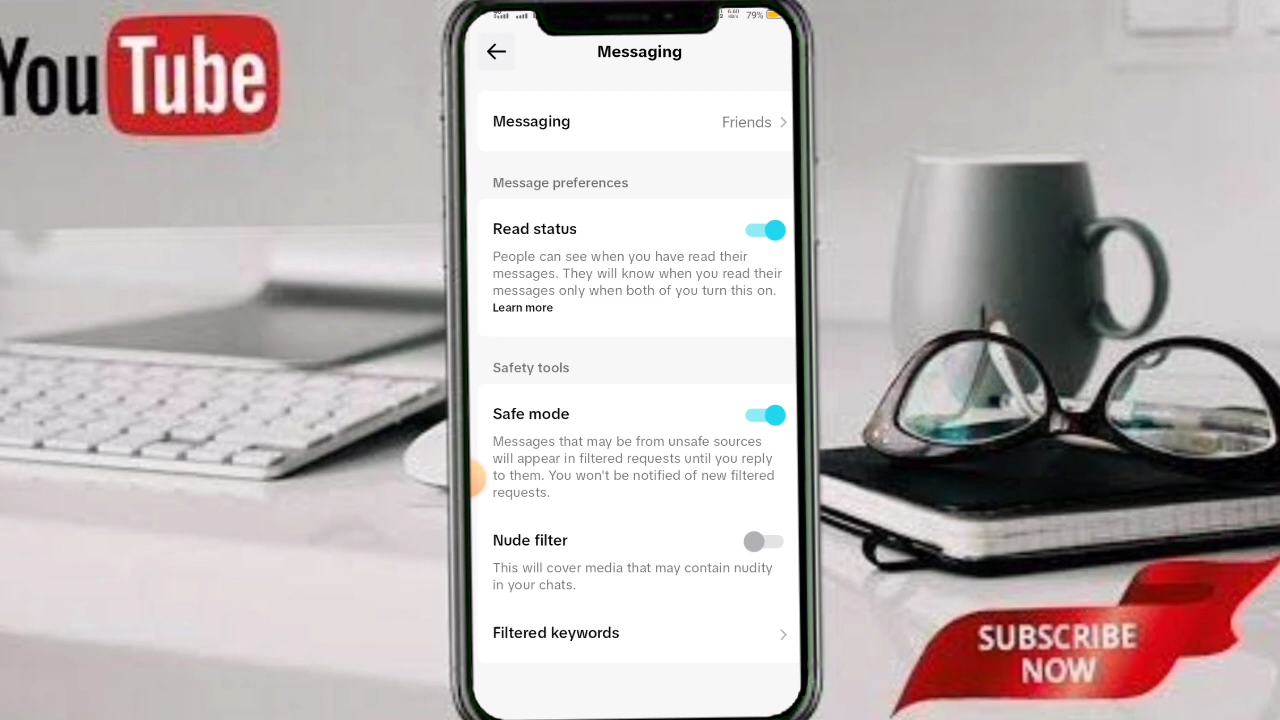 YouTube
79%
Messaging
Messaging
Friends
Message preferences
Read status
People can see when you have read their
messages. They will know when you read their
messages only when both of you turn this on.
Learn more
Safety tools
Safe mode
Messages that may be from unsafe sources
will appear in filtered requests until you reply
to them. You won't be notified of new filtered
requests.
Nude filter
This will cover media that may contain nudity
in your chats.
Filtered keywords
SUBSCRIBE
NOW